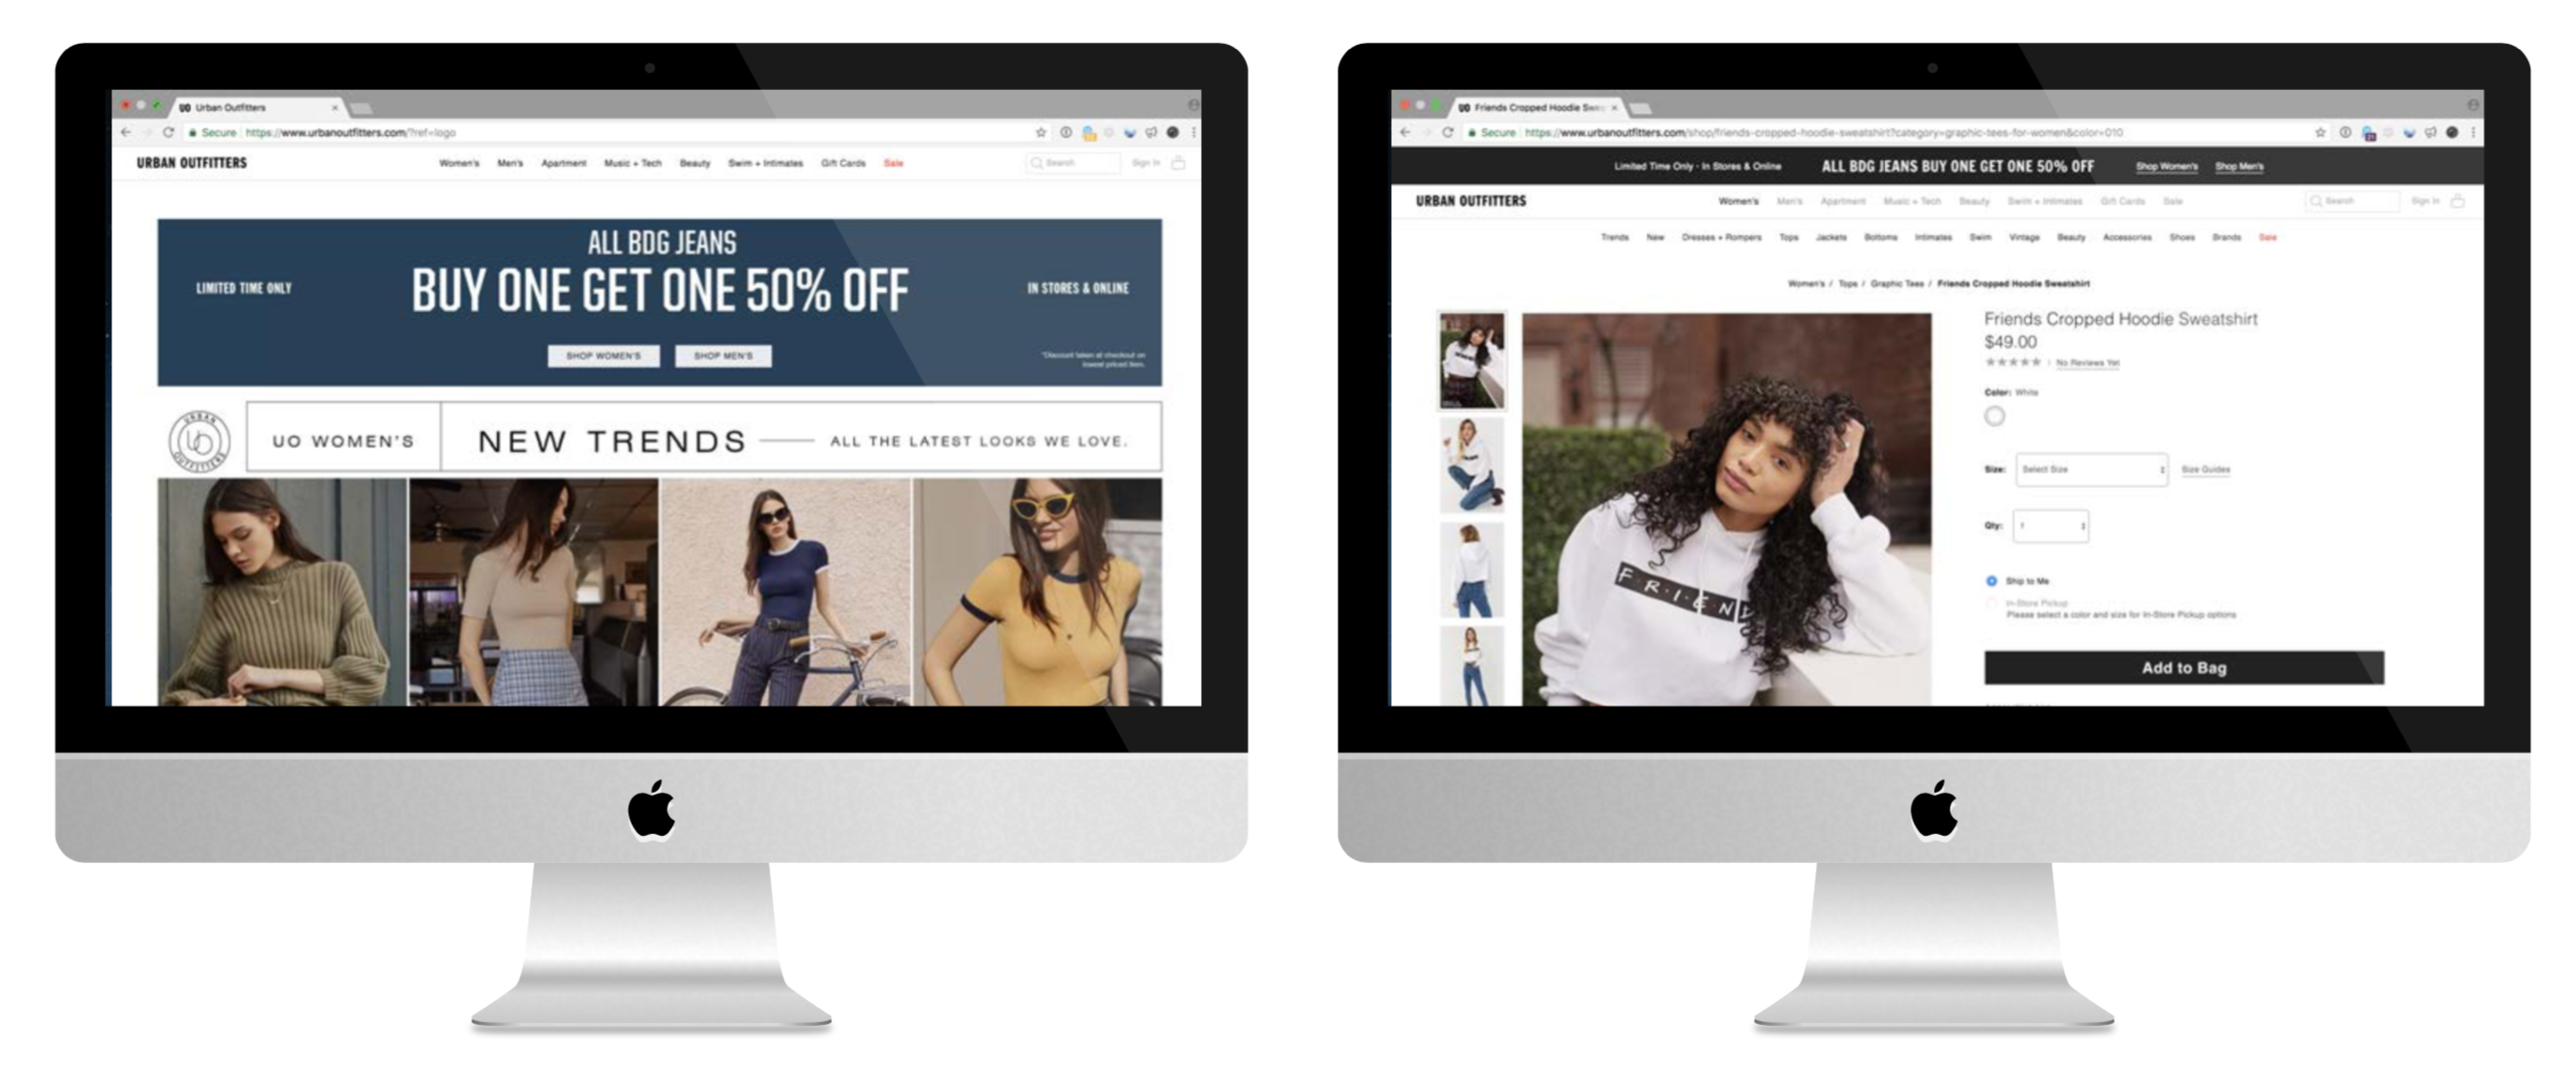 UO Urban Outfitters
Secure https://www.urbanoutfitters.com/?ref=logo
URBAN OUTFITTERS Women's Men's Apartment Music + Tech Beauty Swim + Intimates Gift Cards Sale Search Sign In
ALL BDG JEANS
LIMITED TIME ONLY BUY ONE GET ONE 50% OFF IN STORES & ONLINE
SHOP WOMEN'S SHOP MEN'S
*Discount taken at checkout on
lowest priced item.
URBAN
UO
OUTFITTERS
UO WOMEN'S NEW TRENDS ALL THE LATEST LOOKS WE LOVE.
UO Friends Cropped Hoodie Swe
Secure https://www.urbanoutfitters.com/shop/friends-cropped-hoodie-sweatshirt?category=graphic-tees-for-women&color=010
Limited Time Only - In Stores & Online ALL BDG JEANS BUY ONE GET ONE 50% OFF Shop Women's Shop Men's
URBAN OUTFITTERS Women's Men's Apartment Music + Tech Beauty Swim + Intimates Gift Cards Sale Search Sign In
Trends New Dresses + Rompers Tops Jackets Bottoms Intimates Swim Vintage Beauty Accessories Shoes Brands Sale
Women's / Tops / Graphic Tees / Friends Cropped Hoodie Sweatshirt
Friends Cropped Hoodie Sweatshirt
$49.00
No Reviews Yet
Color: White
Size: Select Size Size Guides
Qty: 1
Ship to Me
In-Store Pickup
Please select a color and size for In-Store Pickup options
Add to Bag
F·R·I·E·N